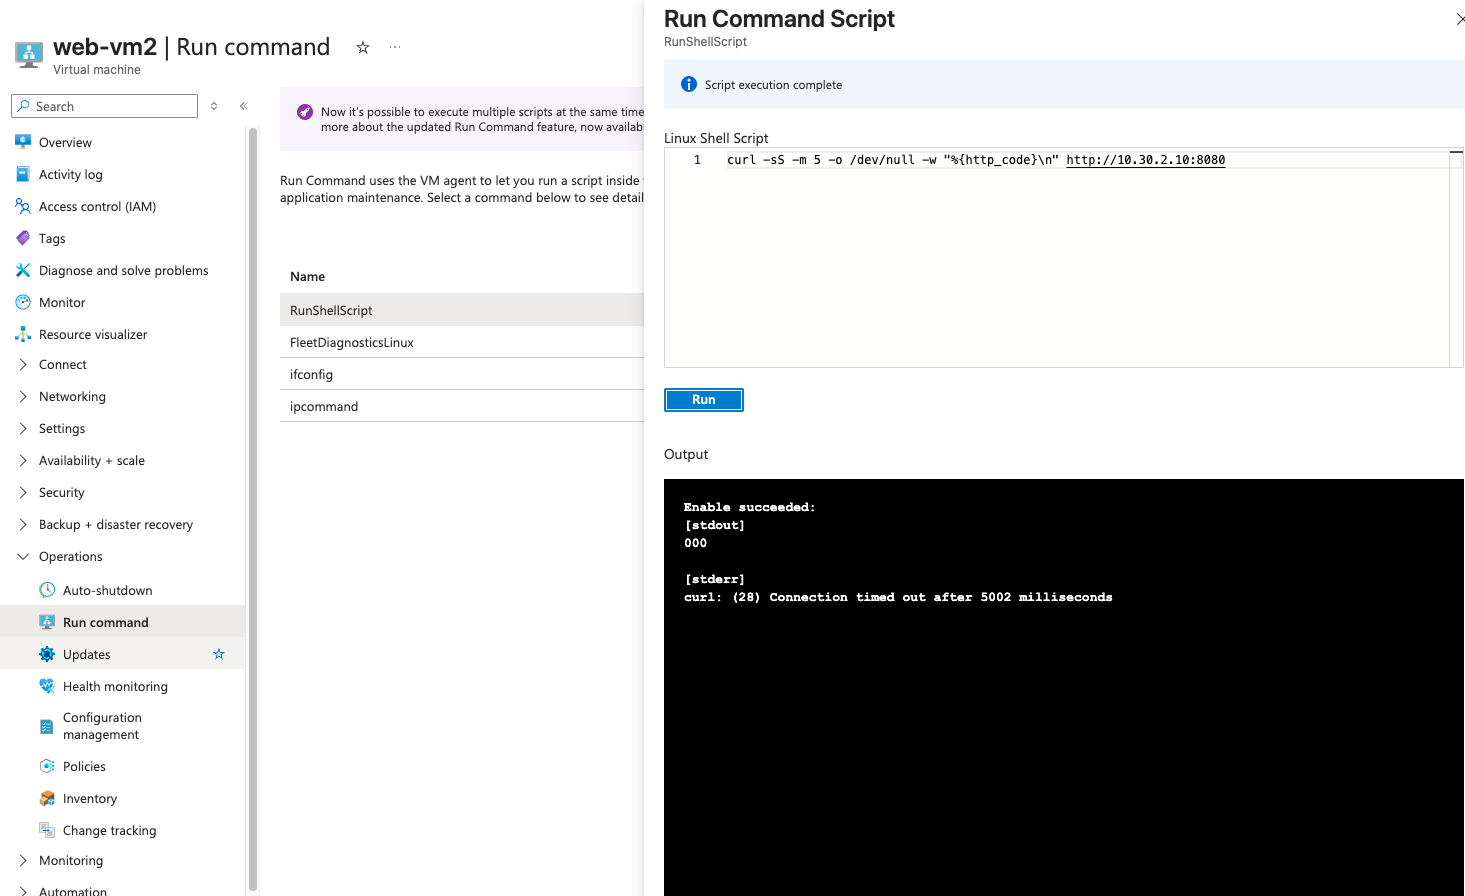 web-vm2 | Run command
Virtual machine
Search
Overview
Activity log
Access control (IAM)
Tags
Diagnose and solve problems
Monitor
Resource visualizer
Connect
Networking
Settings
Availability + scale
Security
Backup + disaster recovery
Operations
Auto-shutdown
Run command
Updates
Health monitoring
Configuration
management
Policies
Inventory
Change tracking
Monitoring
Automation
Now it's possible to execute multiple scripts at the same time
more about the updated Run Command feature, now availab
Run Command uses the VM agent to let you run a script inside
application maintenance. Select a command below to see detail
Name
RunShellScript
FleetDiagnosticsLinux
ifconfig
ipcommand
Run Command Script
RunShellScript
Script execution complete
Linux Shell Script
1 curl -sS -m 5 -o /dev/null -w "%{http_code}\n" http://10.30.2.10:8080
Run
Output
Enable succeeded:
[stdout]
000
[stderr]
curl: (28) Connection timed out after 5002 milliseconds